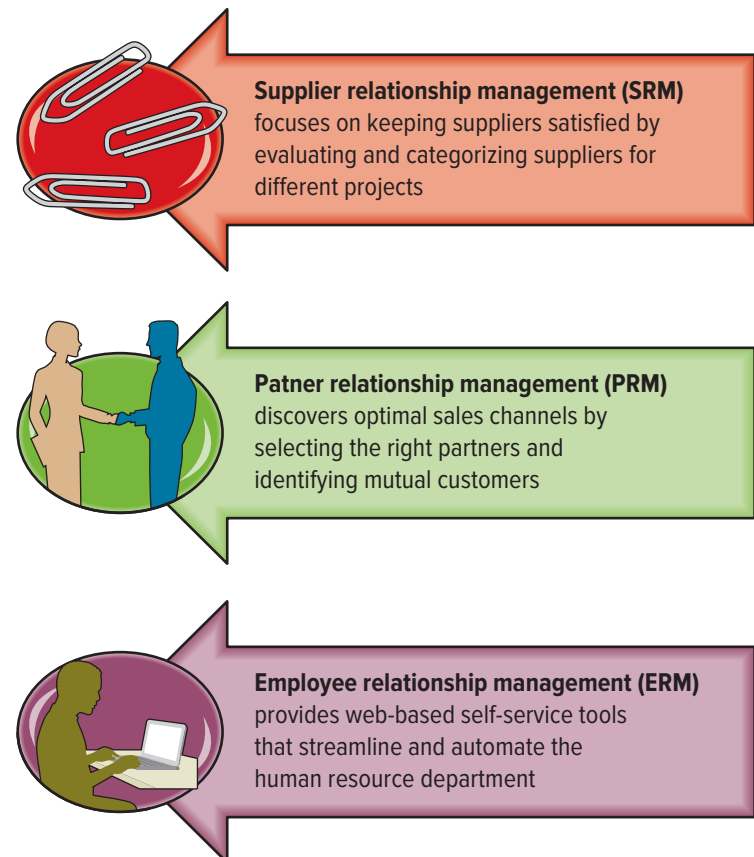 Supplier relationship management (SRM)
focuses on keeping suppliers satisfied by
evaluating and categorizing suppliers for
different projects
Patner relationship management (PRM)
discovers optimal sales channels by
selecting the right partners and
identifying mutual customers
Employee relationship management (ERM)
provides web-based self-service tools
that streamline and automate the
human resource department